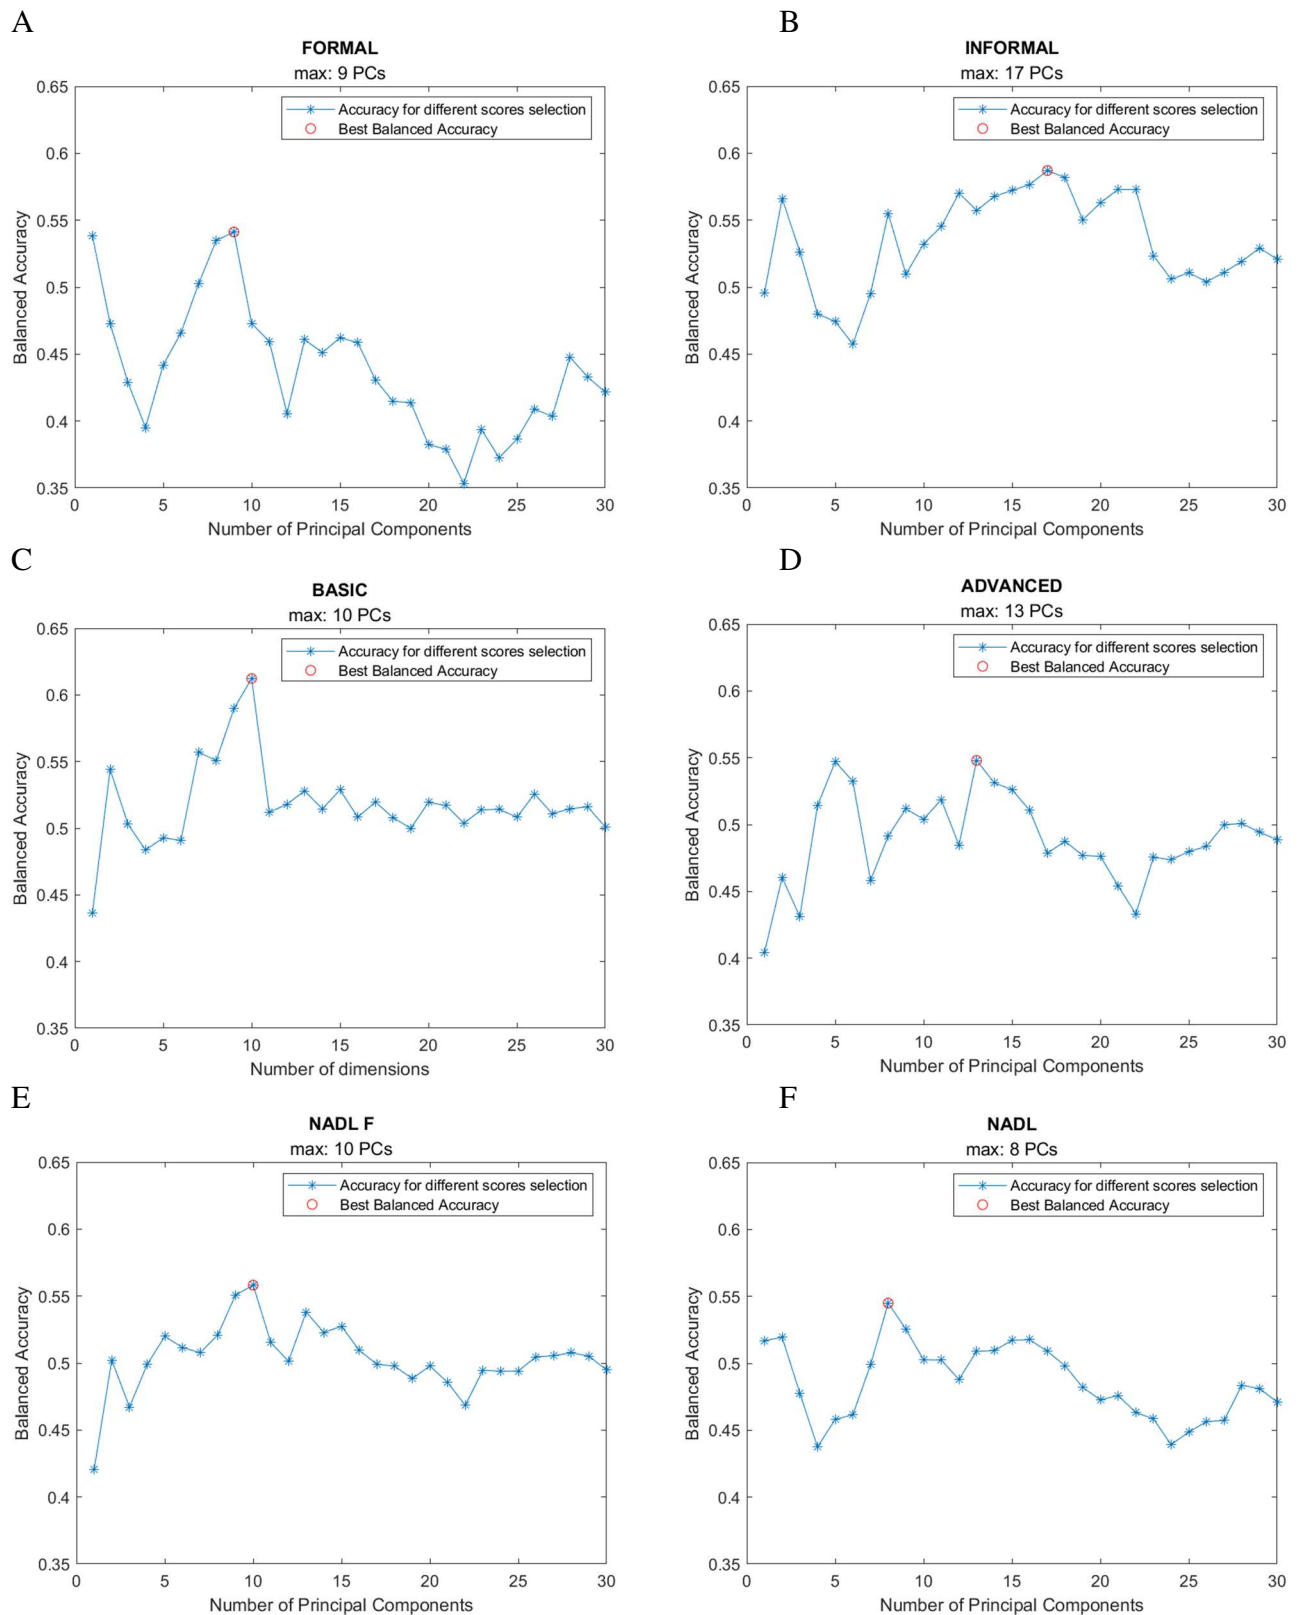 A
FORMAL
max: 9 PCs
0.65
0.6
0.55
0.5
0.45
0.4
0.35
Balanced Accuracy
Accuracy for different scores selection
Best Balanced Accuracy
0 5 10 15 20 25 30
Number of Principal Components
B
INFORMAL
max: 17 PCs
0.65
0.6
0.55
0.5
0.45
0.4
0.35
Balanced Accuracy
Accuracy for different scores selection
Best Balanced Accuracy
0 5 10 15 20 25 30
Number of Principal Components
C
BASIC
max: 10 PCs
0.65
0.6
0.55
0.5
0.45
0.4
0.35
Balanced Accuracy
Accuracy for different scores selection
Best Balanced Accuracy
0 5 10 15 20 25 30
Number of dimensions
D
ADVANCED
max: 13 PCs
0.65
0.6
0.55
0.5
0.45
0.4
0.35
Balanced Accuracy
Accuracy for different scores selection
Best Balanced Accuracy
0 5 10 15 20 25 30
Number of Principal Components
E
NADL F
max: 10 PCs
0.65
0.6
0.55
0.5
0.45
0.4
0.35
Balanced Accuracy
Accuracy for different scores selection
Best Balanced Accuracy
0 5 10 15 20 25 30
Number of Principal Components
F
NADL
max: 8 PCs
0.65
0.6
0.55
0.5
0.45
0.4
0.35
Balanced Accuracy
Accuracy for different scores selection
Best Balanced Accuracy
0 5 10 15 20 25 30
Number of Principal Components